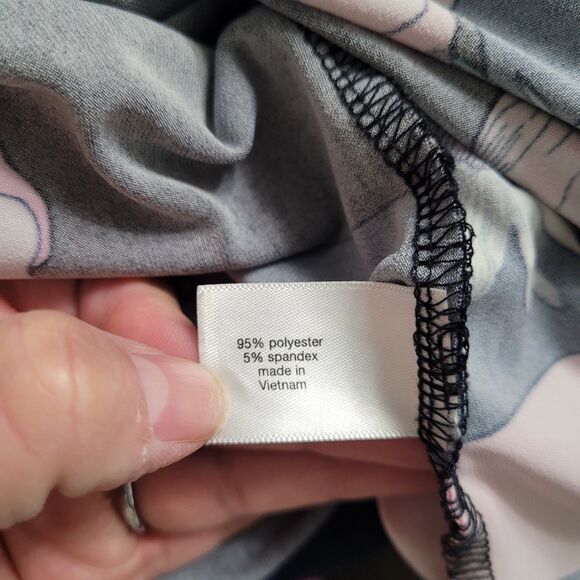 95% polyester
5% spandex
made in
Vietnam